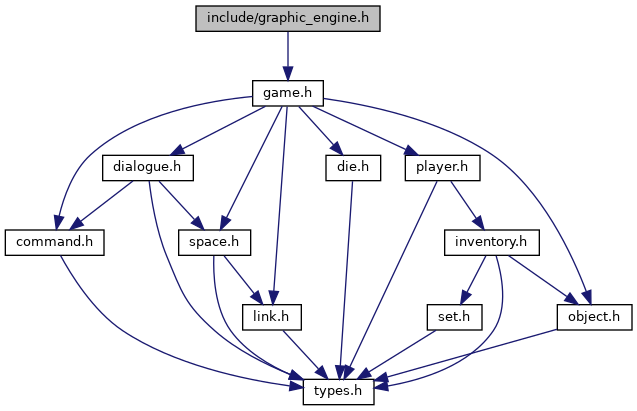 include/graphic_engine.h
game.h
dialogue.h
die.h
player.h
command.h
space.h
inventory.h
link.h
set.h
object.h
types.h